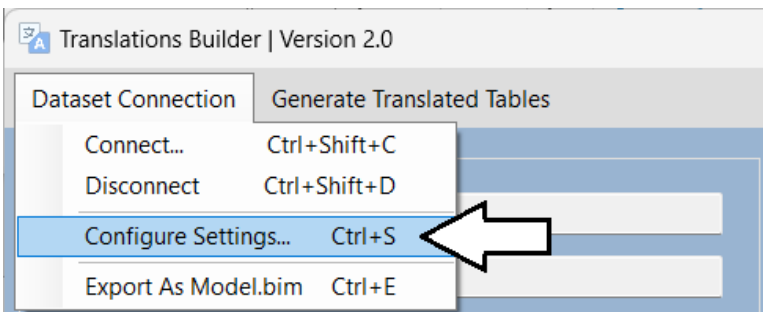 Translations Builder | Version 2.0
Dataset Connection Generate Translated Tables
Connect... Ctrl+Shift+C
Disconnect Ctrl+Shift+D
Configure Settings... Ctrl+S
Export As Model.bim Ctrl+E